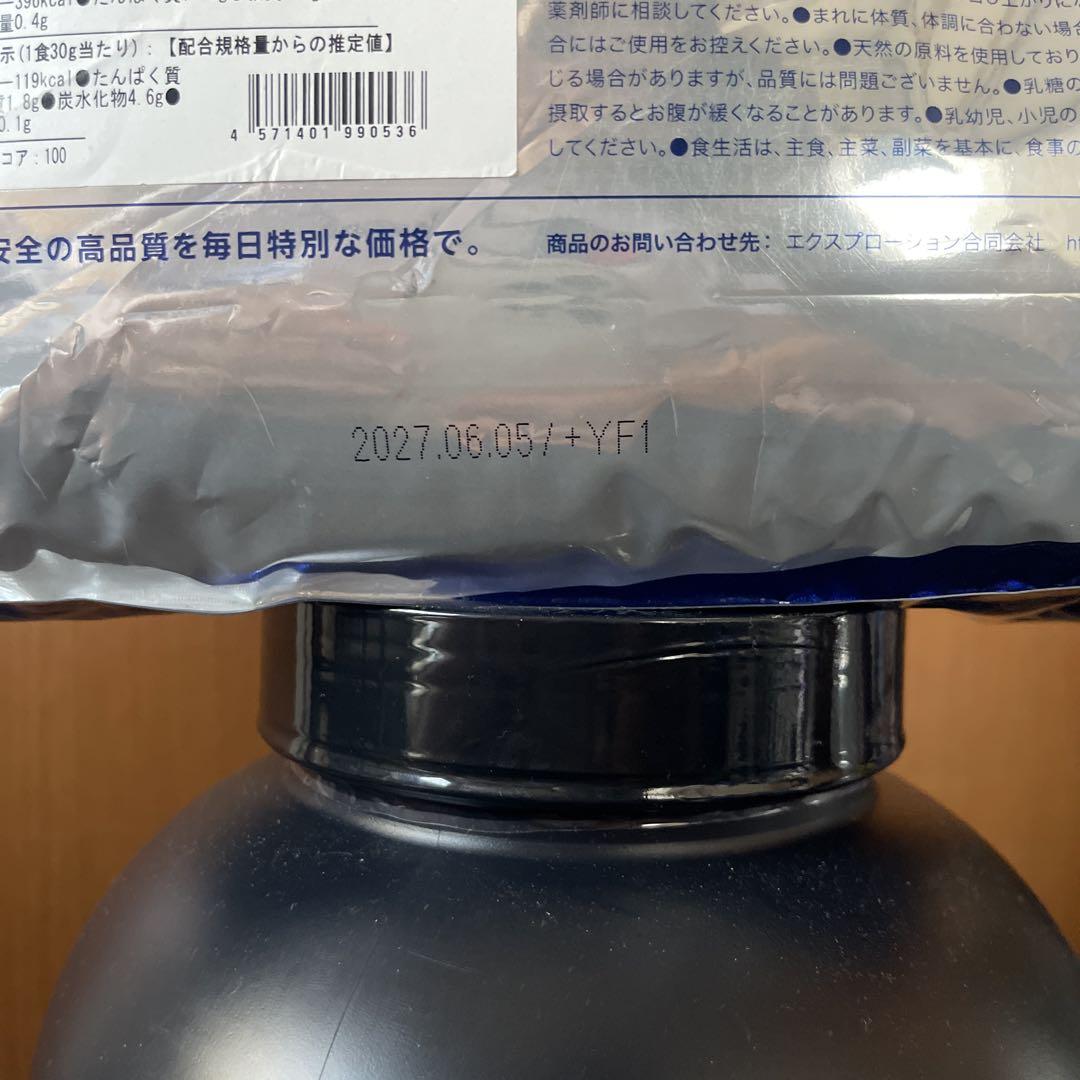 量0.4g
示(1食30g当たり):【配合規格量からの推定値】
ー119kcal●たんぱく質
1.8g●炭水化物4.6g●
0.1g
コア:100
4 571401 990536
薬剤師に相談してください。●まれに体質、体調に合わない場合
合にはご使用をお控えください。●天然の原料を使用しており
じる場合がありますが、品質には問題ございません。●乳糖の
摂取するとお腹が緩くなることがあります。●乳幼児、小児の
してください。●食生活は、主食、主菜、副菜を基本に、食事の
安全の高品質を毎日特別な価格で。
商品のお問い合わせ先: エクスプロージョン合同会社
2027.06.05/+YF1